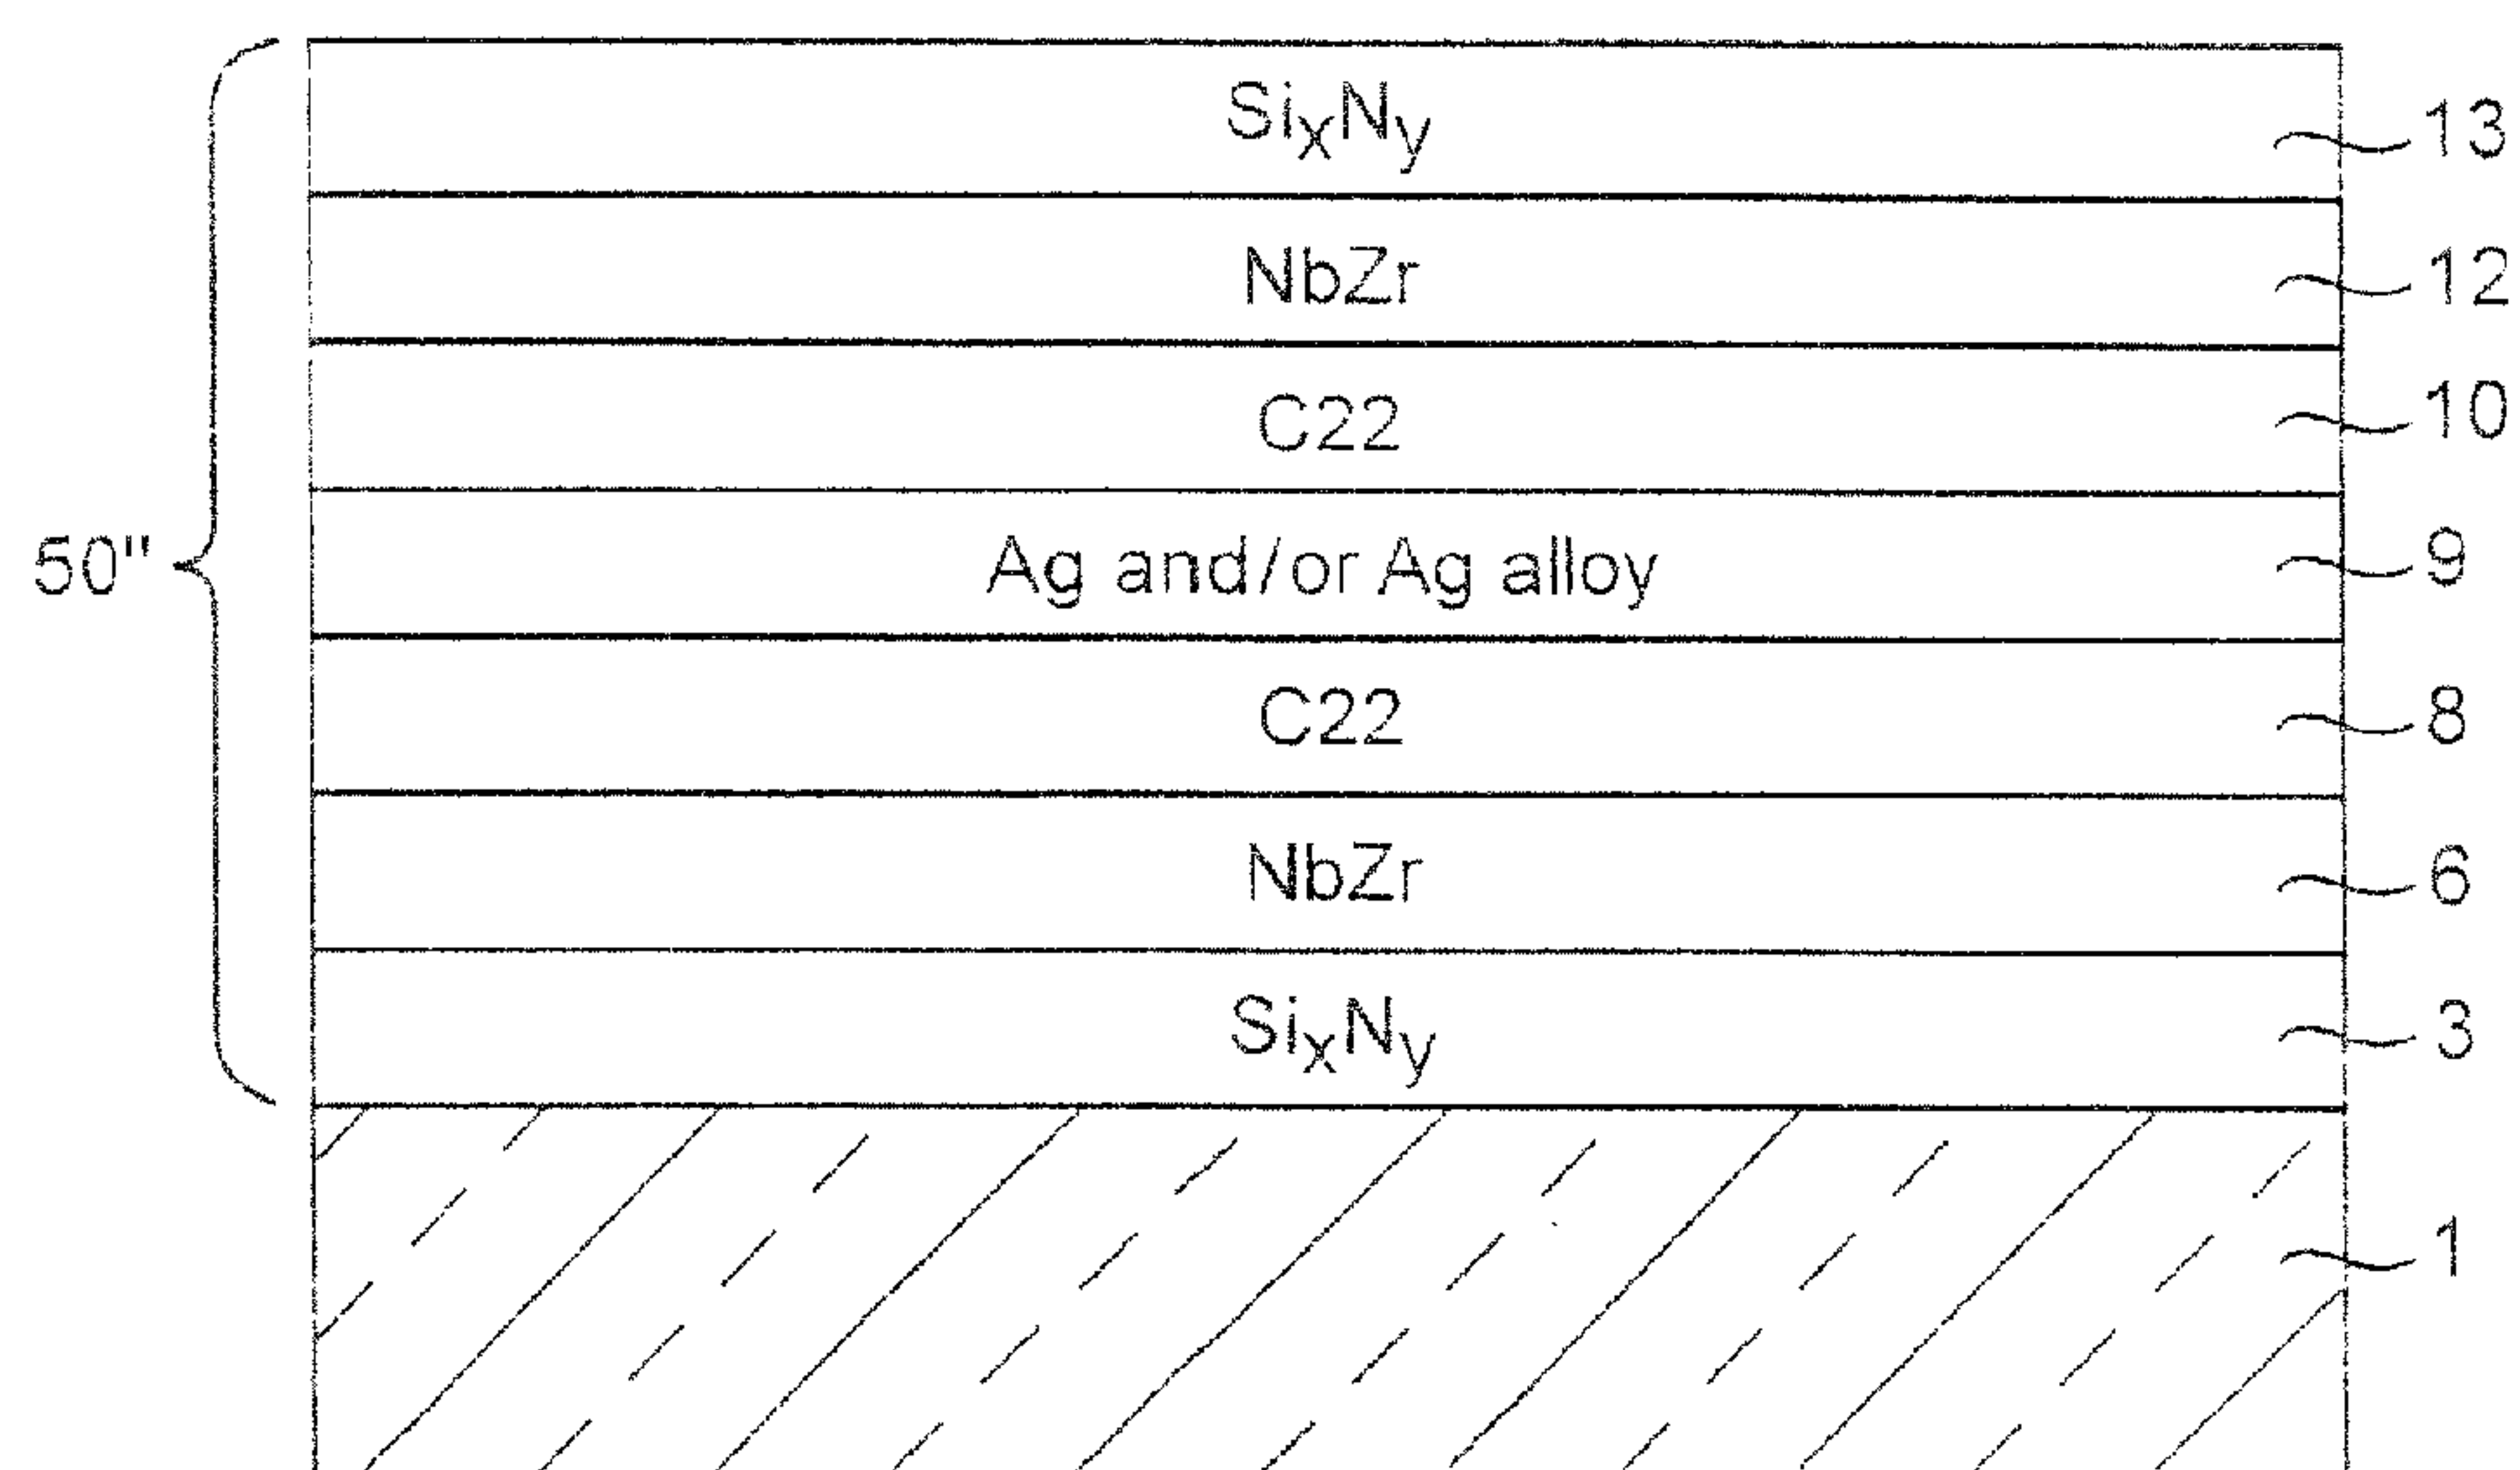 SixNy 13
NbZr 12
C22 10
50" Ag and/or Ag alloy 9
C22 8
NbZr 6
SixNy 3
1